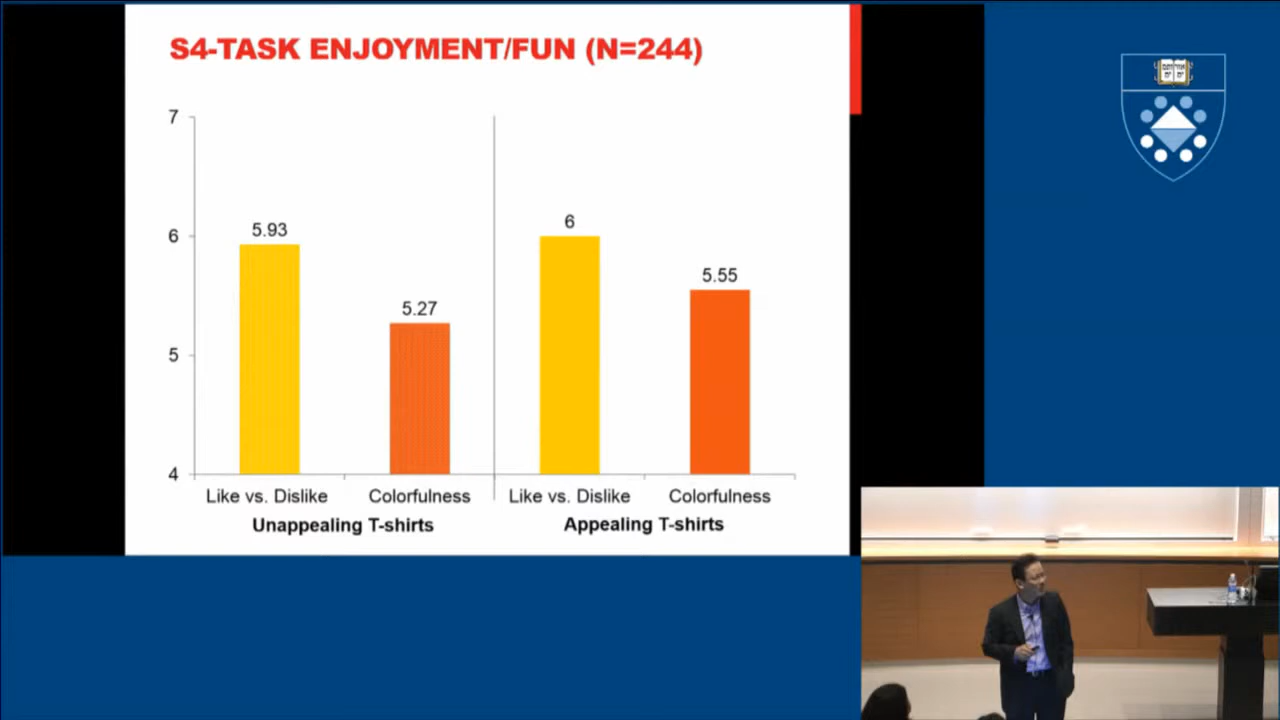 S4-TASK ENJOYMENT/FUN (N=244)
7
6
5
4
5.93
5.27
6
5.55
Like vs. Dislike
Colorfulness
Like vs. Dislike
Colorfulness
Unappealing T-shirts
Appealing T-shirts